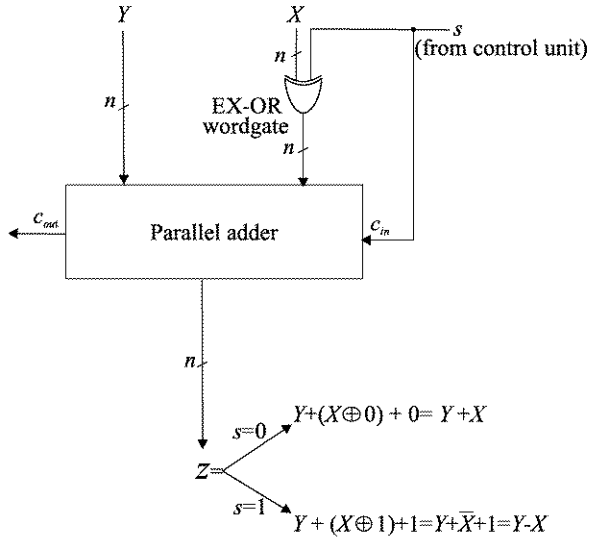 Y
X
s
(from control unit)
n
n
EX-OR
wordgate
n
c_out
Parallel adder
c_in
n
Y+(X⊕0) + 0= Y +X
s=0
Z=
s=1
Y + (X⊕1)+1=Y+X̅+1=Y-X